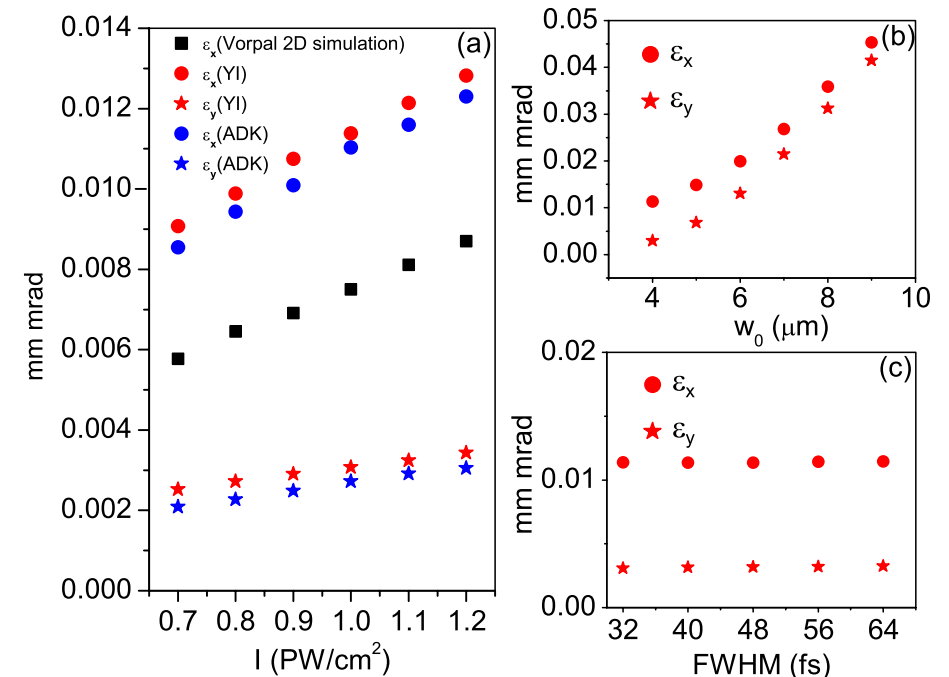 (a)
εx(Vorpal 2D simulation)
εx(YI)
εy(YI)
εx(ADK)
εy(ADK)
0.014
0.012
0.010
0.008
0.006
0.004
0.002
0.000
mm mrad
0.7 0.8 0.9 1.0 1.1 1.2
I (PW/cm²)
(b)
εx
εy
0.05
0.04
0.03
0.02
0.01
0.00
mm mrad
4 6 8 10
w₀ (μm)
(c)
εx
εy
0.02
0.01
0.00
mm mrad
32 40 48 56 64
FWHM (fs)